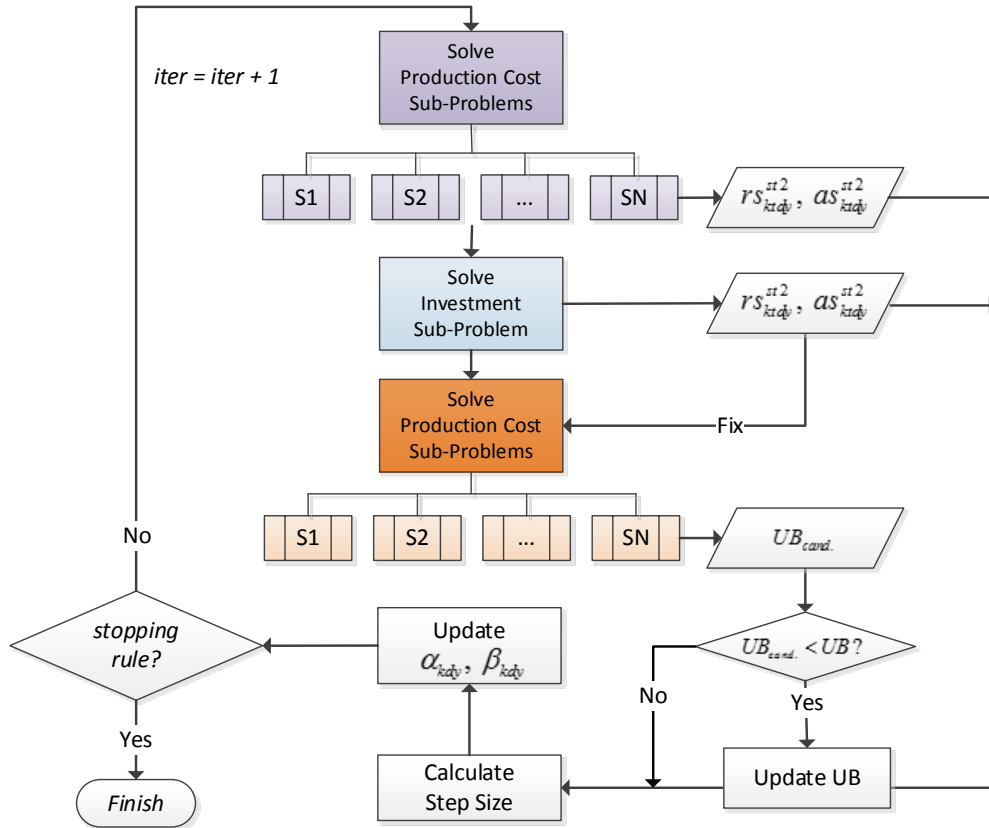 iter = iter + 1
Solve
Production Cost
Sub-Problems
S1
S2
...
SN
rs^{st2}_{ktdy}, as^{st2}_{ktdy}
Solve
Investment
Sub-Problem
rs^{st2}_{ktdy}, as^{st2}_{ktdy}
Solve
Production Cost
Sub-Problems
Fix
S1
S2
...
SN
UB_{cand.}
No
stopping
rule?
Update
α_{kdy}, β_{kdy}
UB_{cand.} < UB?
No
Yes
Yes
Calculate
Step Size
Update UB
Finish